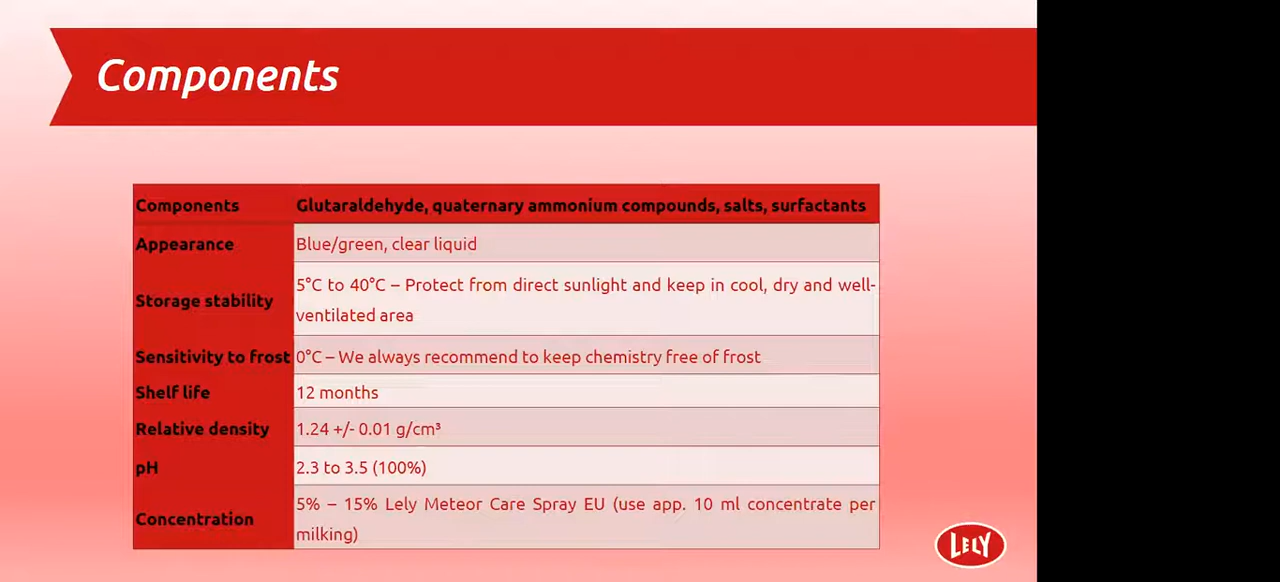 Components
Components Glutaraldehyde, quaternary ammonium compounds, salts, surfactants
Appearance Blue/green, clear liquid
Storage stability 5°C to 40°C – Protect from direct sunlight and keep in cool, dry and well-
ventilated area
Sensitivity to frost 0°C – We always recommend to keep chemistry free of frost
Shelf life 12 months
Relative density 1.24 +/- 0.01 g/cm³
pH 2.3 to 3.5 (100%)
Concentration 5% – 15% Lely Meteor Care Spray EU (use app. 10 ml concentrate per
milking)
LELY